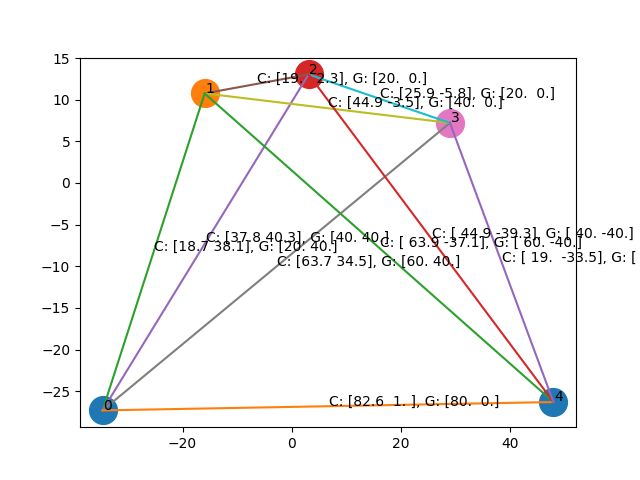 15
2
C: [19. 2.3], G: [20. 0.]
1
C: [25.9 -5.8], G: [20. 0.]
10
C: [44.9 -3.5], G: [40. 0.]
3
5
0
−5
C: [ 44.9 -39.3], G: [ 40. -40.]
C: [37.8 40.3], G: [40. 40.]
C: [ 63.9 -37.1], G: [ 60. -40.]
C: [18.7 38.1], G: [20. 40.]
C: [ 19. -33.5], G: [
−10
C: [63.7 34.5], G: [60. 40.]
−15
−20
−25
4
C: [82.6 1. ], G: [80. 0.]
0
−20
0
20
40